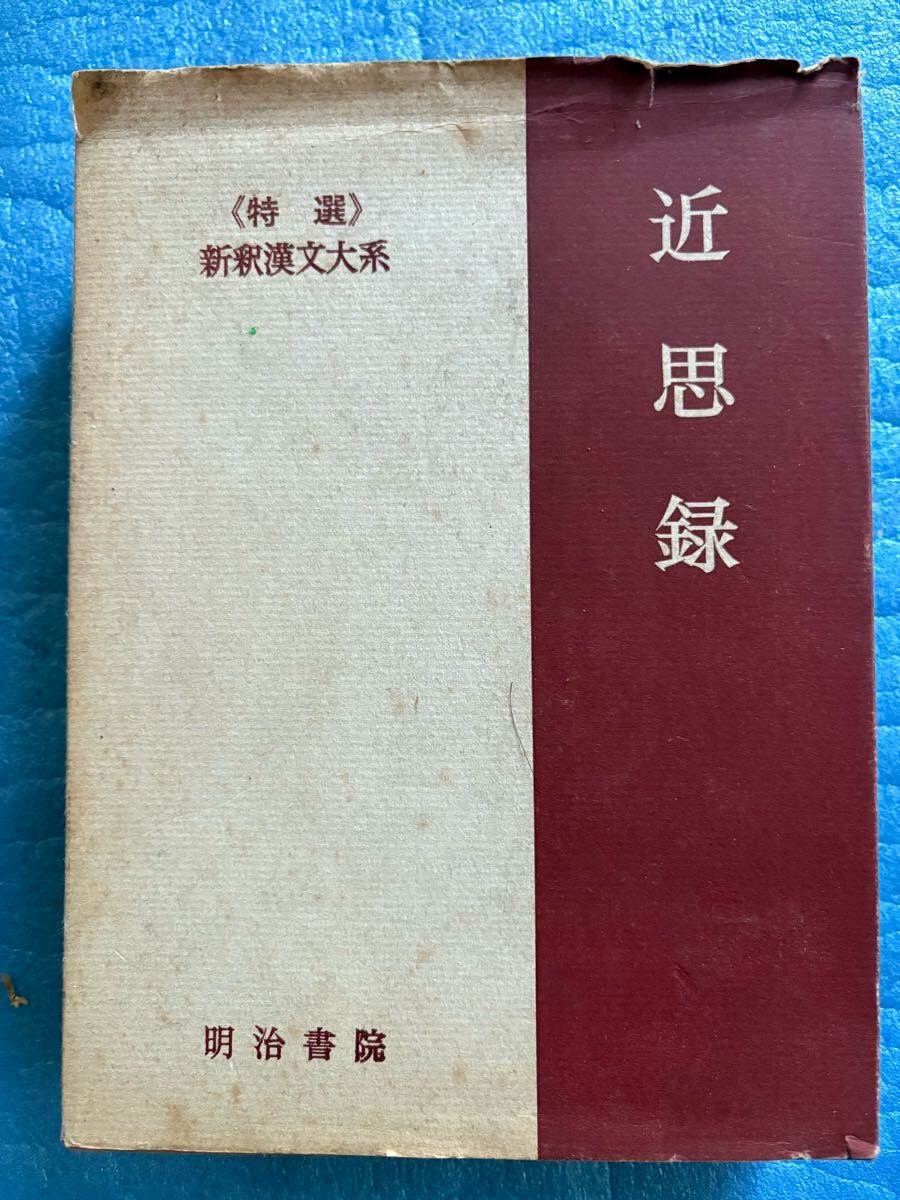 近思録
《特選》
新釈漢文大系
明治書院